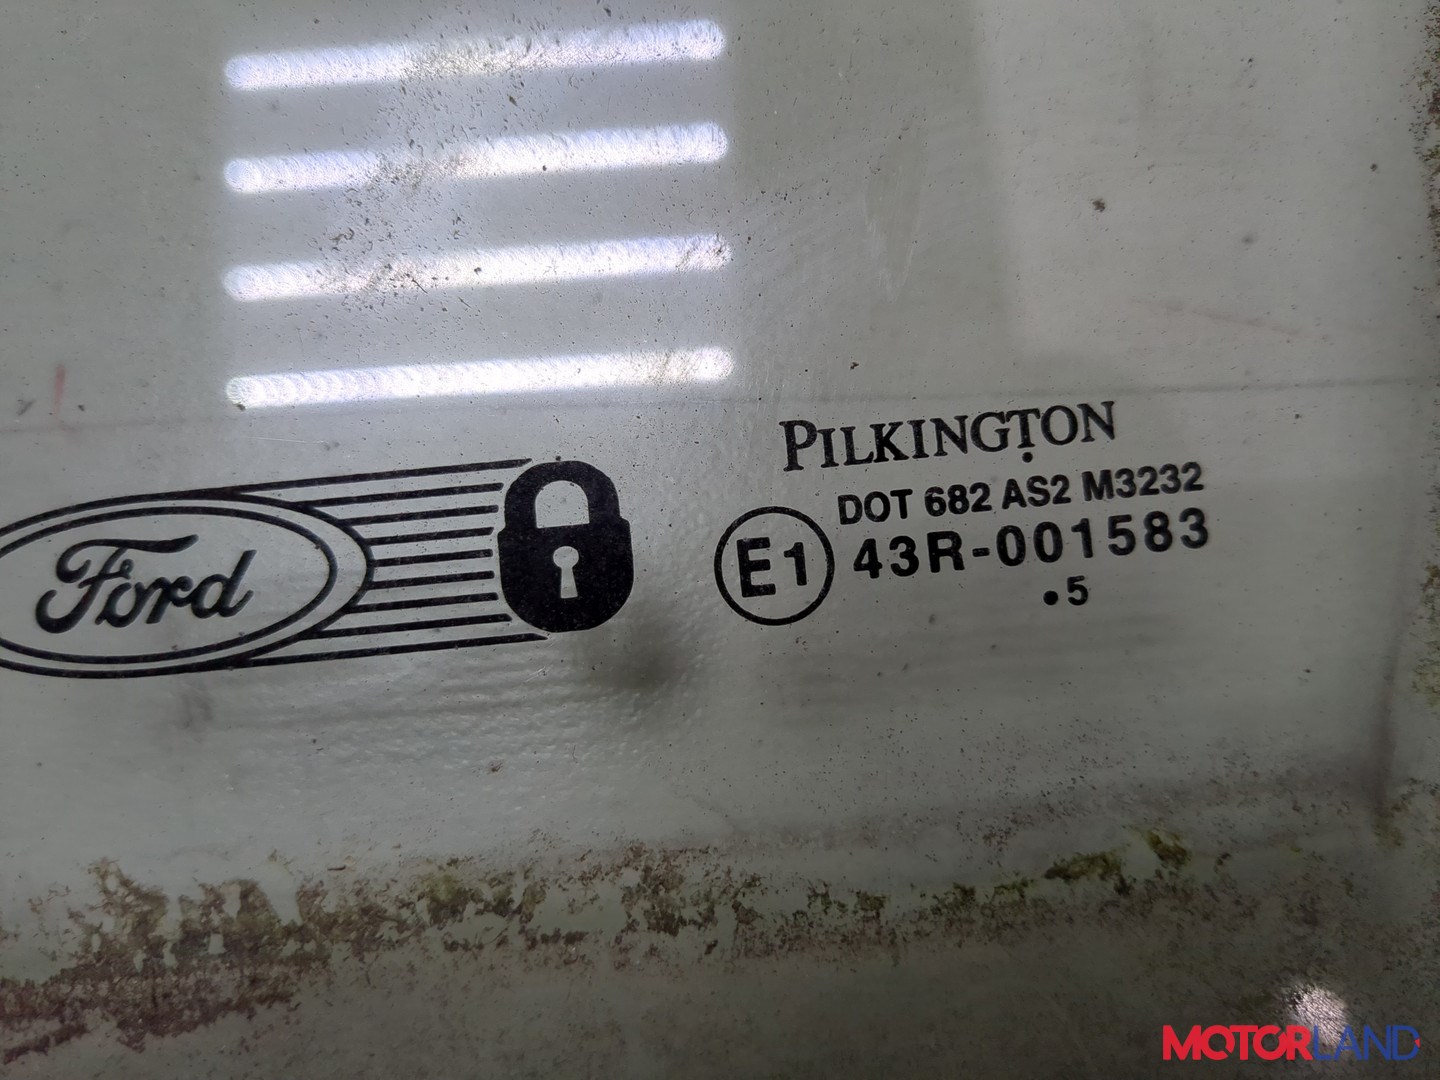 PILKINGTON
DOT 682 AS2 M3232
E1 43R-001583
.5
Ford
MOTORLAND